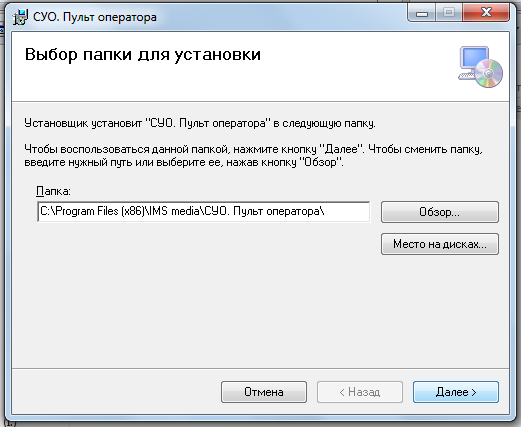 СУО. Пульт оператора
Выбор папки для установки
Установщик установит "СУО. Пульт оператора" в следующую папку.
Чтобы воспользоваться данной папкой, нажмите кнопку "Далее". Чтобы сменить папку,
введите нужный путь или выберите ее, нажав кнопку "Обзор".
Папка:
C:\Program Files (x86)\IMS media\СУО. Пульт оператора\
Обзор...
Место на дисках...
Отмена
< Назад
Далее >